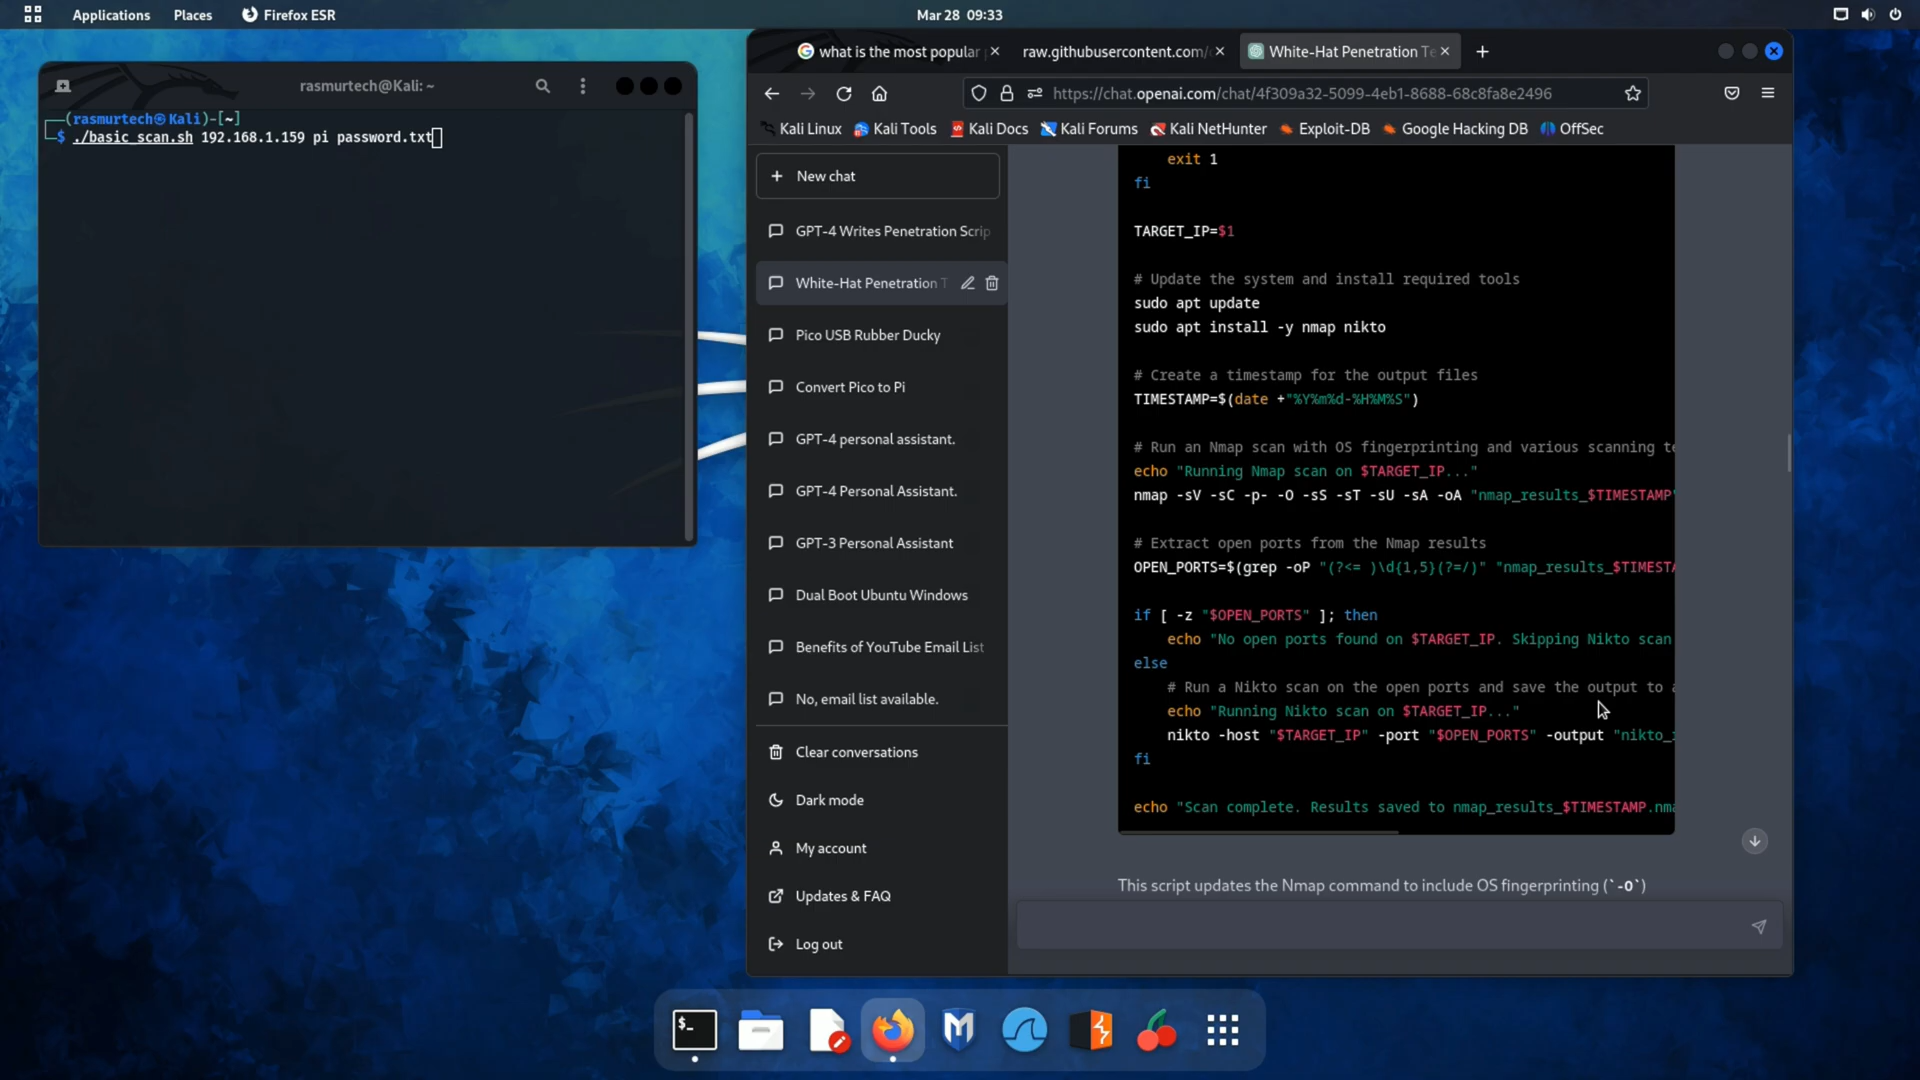 Applications Places Firefox ESR
Mar 28 09:33
rasmurtech@Kali: ~
(rasmurtech㉿Kali)-[~]
$ ./basic_scan.sh 192.168.1.159 pi password.txt
what is the most popular
raw.githubusercontent.com/
White-Hat Penetration Te
https://chat.openai.com/chat/4f309a32-5099-4eb1-8688-68c8fa8e2496
Kali Linux Kali Tools Kali Docs Kali Forums Kali NetHunter Exploit-DB Google Hacking DB OffSec
New chat
GPT-4 Writes Penetration Scrip
White-Hat Penetration T
Pico USB Rubber Ducky
Convert Pico to Pi
GPT-4 personal assistant.
GPT-4 Personal Assistant.
GPT-3 Personal Assistant
Dual Boot Ubuntu Windows
Benefits of YouTube Email List
No, email list available.
Clear conversations
Dark mode
My account
Updates & FAQ
Log out
exit 1
fi
TARGET_IP=$1
# Update the system and install required tools
sudo apt update
sudo apt install -y nmap nikto
# Create a timestamp for the output files
TIMESTAMP=$(date +"%Y%m%d-%H%M%S")
# Run an Nmap scan with OS fingerprinting and various scanning te
echo "Running Nmap scan on $TARGET_IP..."
nmap -sV -sC -p- -O -sS -sT -sU -sA -oA "nmap_results_$TIMESTAMP"
# Extract open ports from the Nmap results
OPEN_PORTS=$(grep -oP "(?<= )\d{1,5}(?=/)" "nmap_results_$TIMESTA
if [ -z "$OPEN_PORTS" ]; then
echo "No open ports found on $TARGET_IP. Skipping Nikto scan
else
# Run a Nikto scan on the open ports and save the output to a
echo "Running Nikto scan on $TARGET_IP..."
nikto -host "$TARGET_IP" -port "$OPEN_PORTS" -output "nikto_
fi
echo "Scan complete. Results saved to nmap_results_$TIMESTAMP.nma
This script updates the Nmap command to include OS fingerprinting (`-O`)